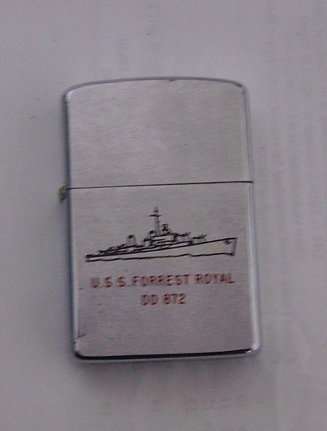 U.S.S. FORREST ROYAL
DD 872